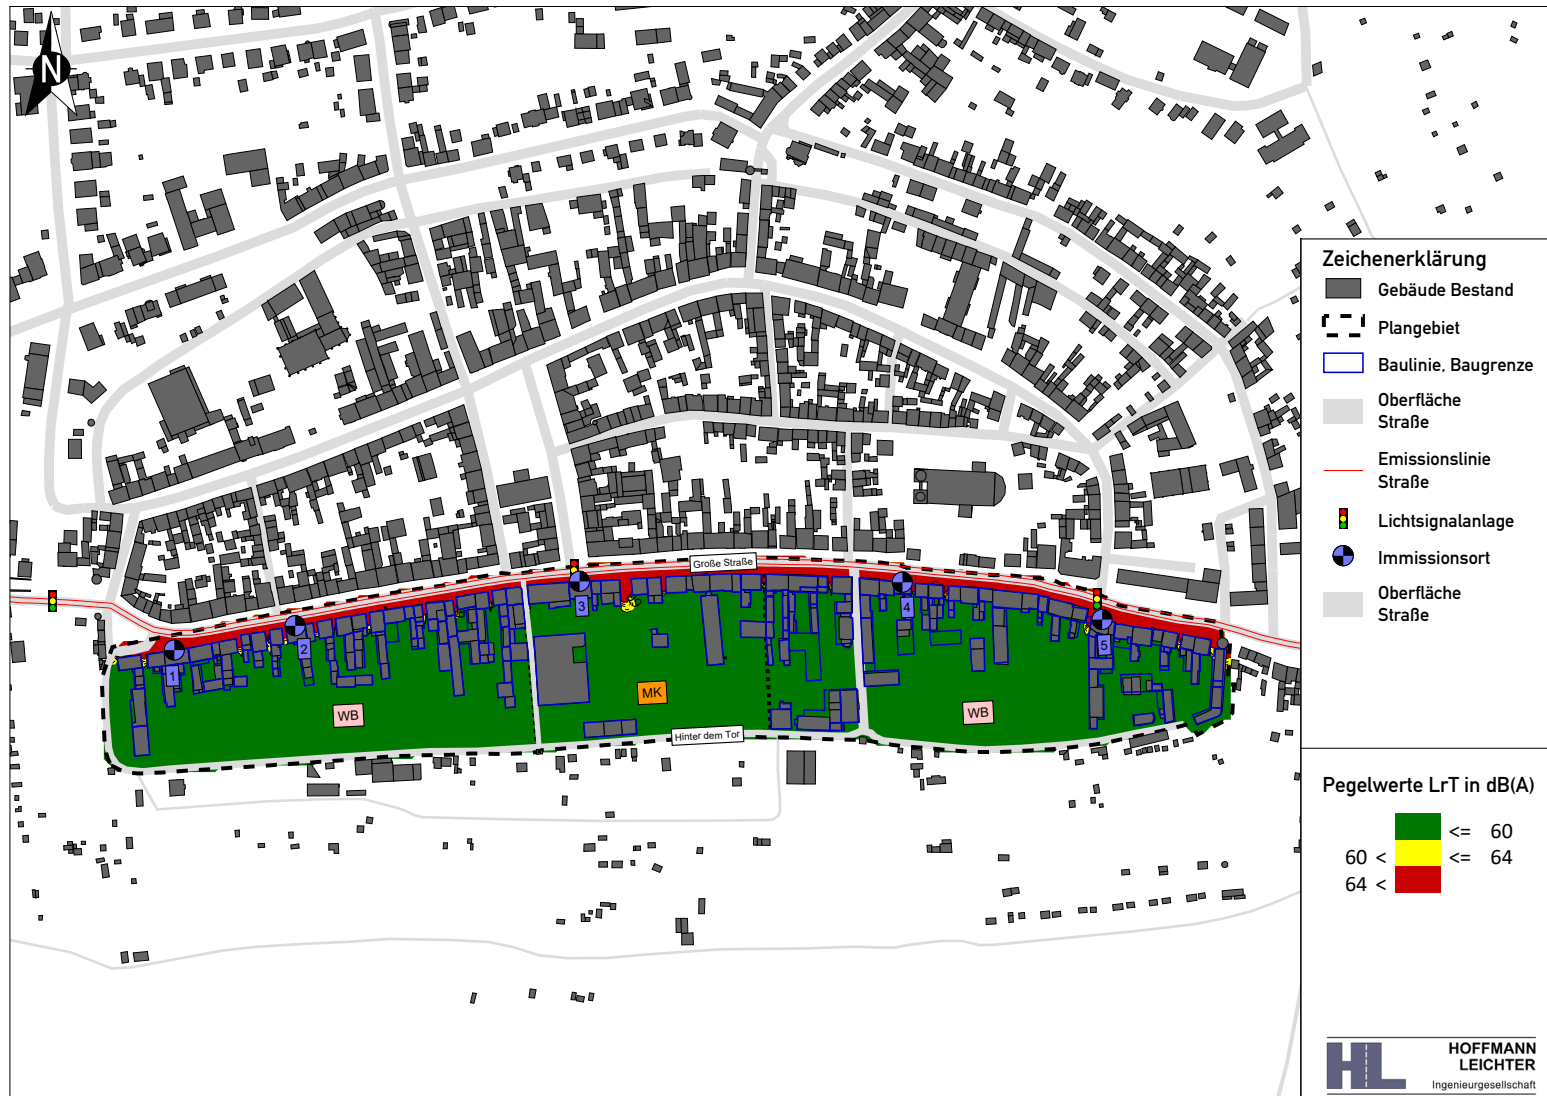 N
Große Straße
1
2
3
4
5
WB
MK
WB
Hinter dem Tor
Zeichenerklärung
Gebäude Bestand
Plangebiet
Baulinie, Baugrenze
Oberfläche
Straße
Emissionslinie
Straße
Lichtsignalanlage
Immissionsort
Oberfläche
Straße
Pegelwerte LrT in dB(A)
<= 60
60 < <= 64
64 <
HL
HOFFMANN
LEICHTER
Ingenieurgesellschaft